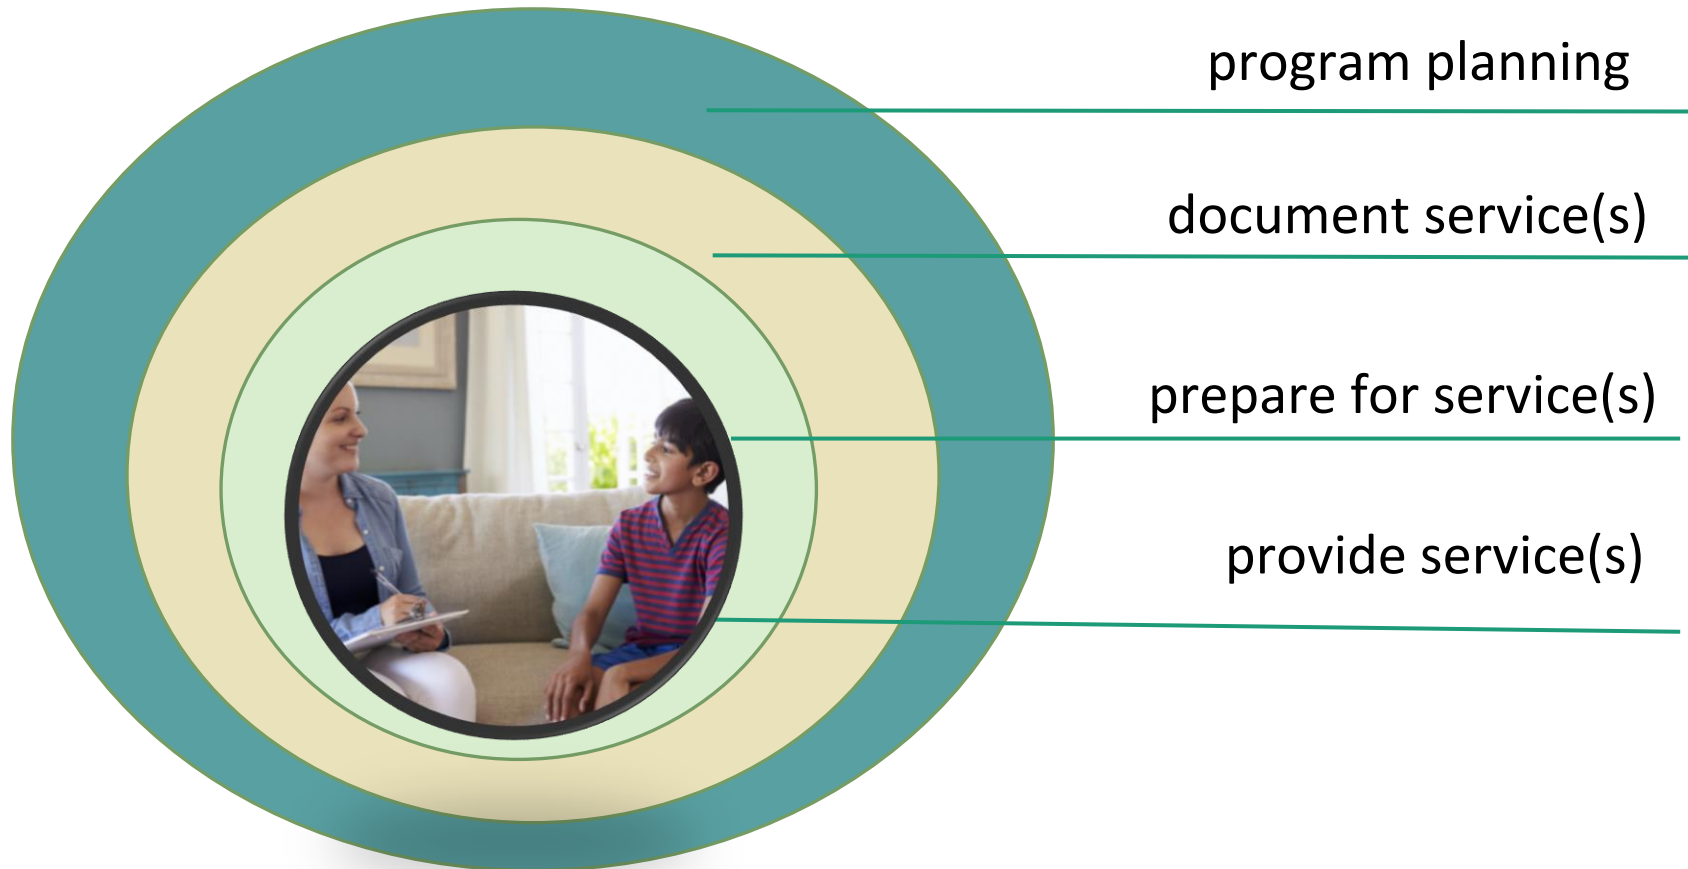 program planning
document service(s)
prepare for service(s)
provide service(s)